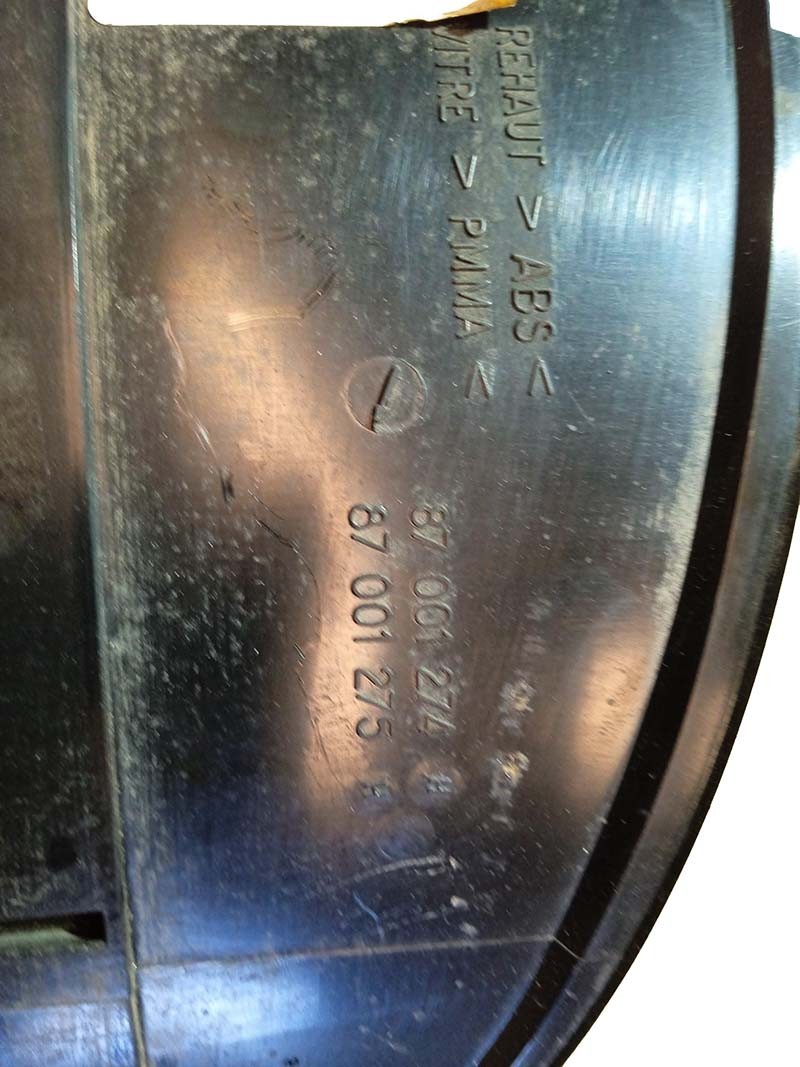 REHAUT > ABS <
VITRE > PMMA <
87 001 274 H
87 001 275 H